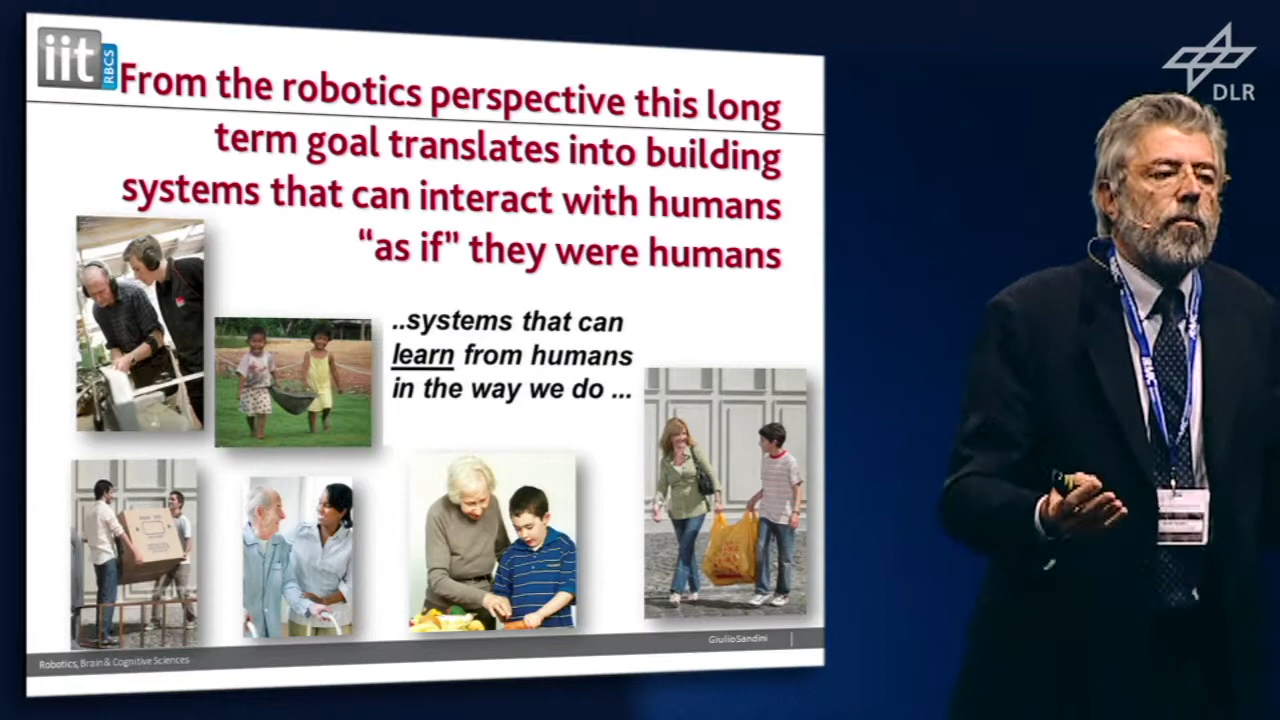 iit
RBCS
From the robotics perspective this long
term goal translates into building
systems that can interact with humans
“as if” they were humans
..systems that can
learn from humans
in the way we do ...
Giulio Sandini
Robotics, Brain & Cognitive Sciences
DLR